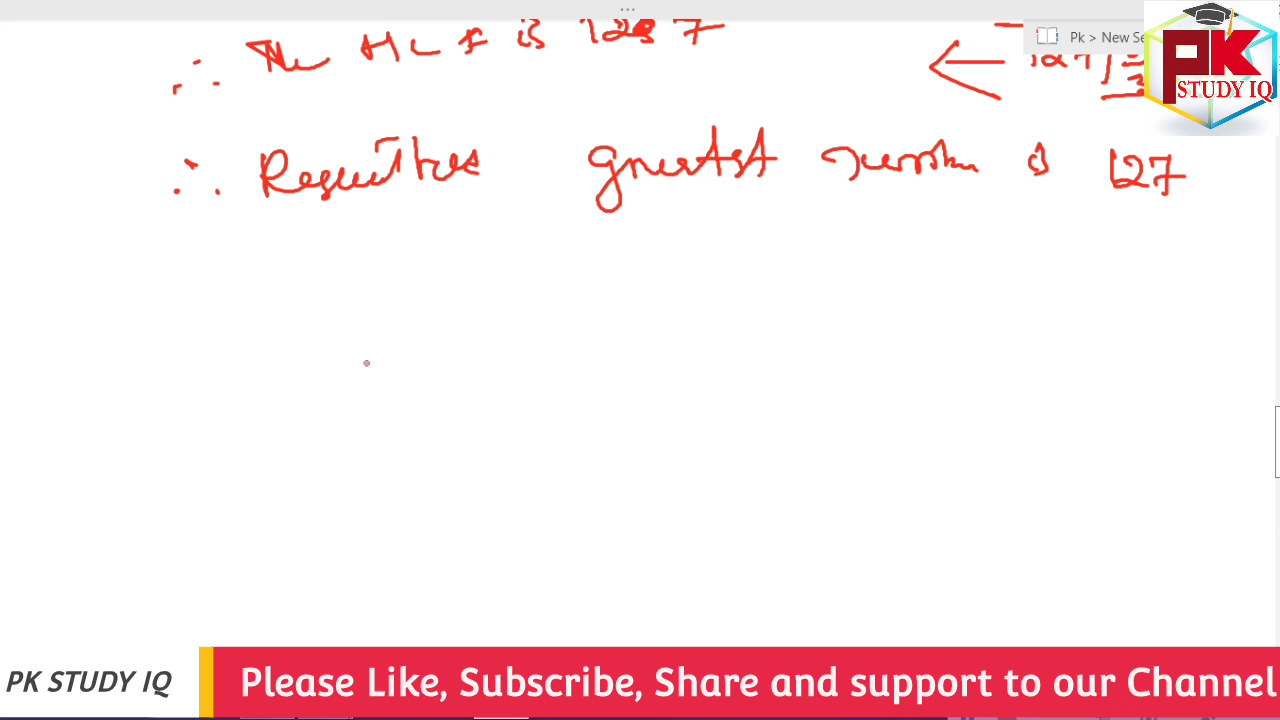 ...
∴ The HCF is 127
Pk > New Se
127
PK
STUDY IQ
∴ Required greatest number is 127
PK STUDY IQ
Please Like, Subscribe, Share and support to our Channel